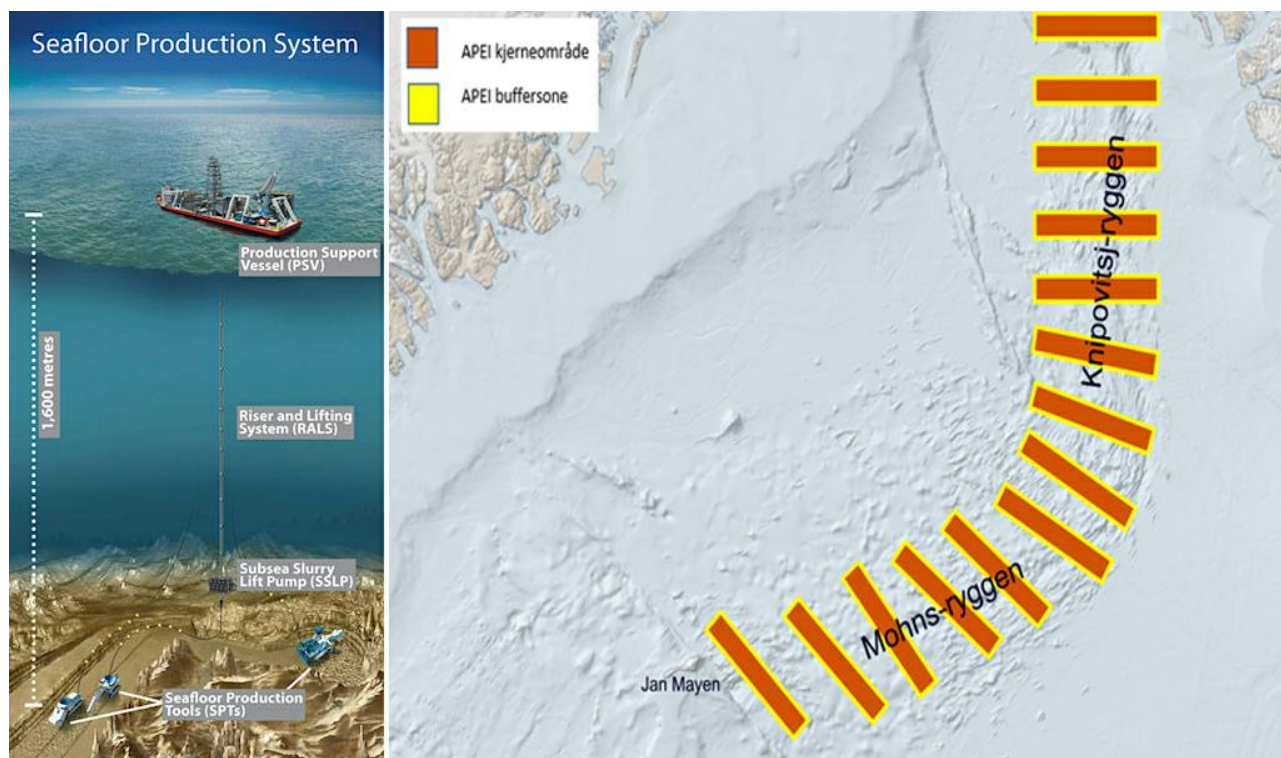 Seafloor Production System
Production Support
Vessel (PSV)
1,600 metres
Riser and Lifting
System (RALS)
Subsea Slurry
Lift Pump (SSLP)
Seafloor Production
Tools (SPTs)
APEI kjerneområde
APEI buffersone
Knipovitsj-ryggen
Mohns-ryggen
Jan Mayen